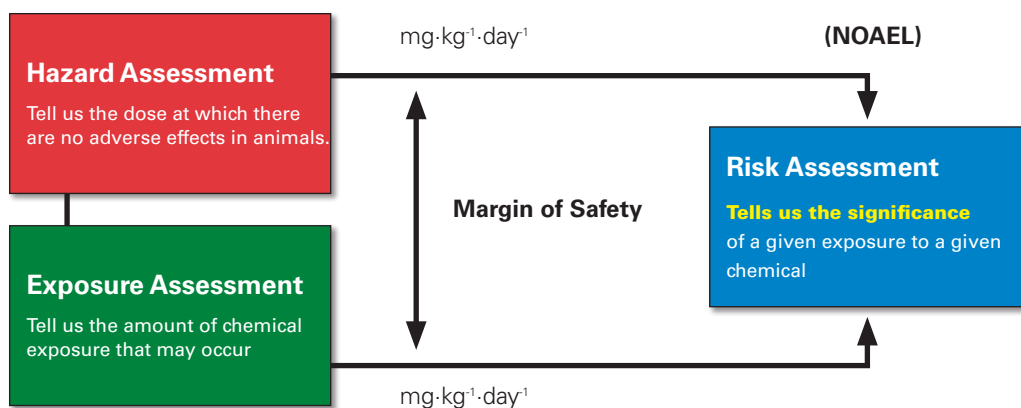 mg·kg⁻¹·day⁻¹
(NOAEL)
Hazard Assessment
Tell us the dose at which there
are no adverse effects in animals.
Margin of Safety
Risk Assessment
Tells us the significance
of a given exposure to a given
chemical
Exposure Assessment
Tell us the amount of chemical
exposure that may occur
mg·kg⁻¹·day⁻¹